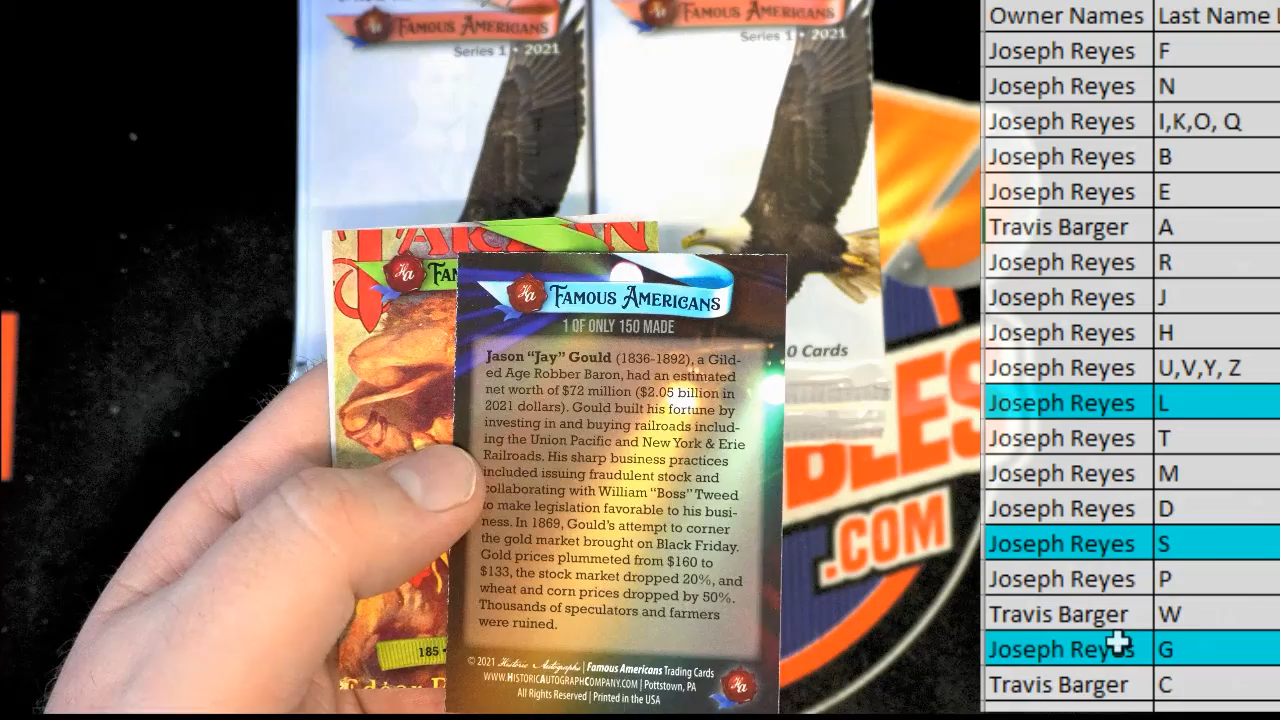 FAMOUS AMERICANS
Series 1 • 2021
FAMOUS AMERICANS
Series 1 • 2021
0 Cards
TARZAN
Ha
FAM
185 •
Edgar
Ha
FAMOUS AMERICANS
1 OF ONLY 150 MADE
Jason "Jay" Gould (1836-1892), a Gild-
ed Age Robber Baron, had an estimated
net worth of $72 million ($2.05 billion in
2021 dollars). Gould built his fortune by
investing in and buying railroads includ-
ing the Union Pacific and New York & Erie
Railroads. His sharp business practices
included issuing fraudulent stock and
collaborating with William "Boss" Tweed
to make legislation favorable to his busi-
ness. In 1869, Gould's attempt to corner
the gold market brought on Black Friday.
Gold prices plummeted from $160 to
$133, the stock market dropped 20%, and
wheat and corn prices dropped by 50%.
Thousands of speculators and farmers
were ruined.
© 2021 Historic Autographs | Famous Americans Trading Cards
WWW.HISTORICAUTOGRAPHCOMPANY.COM | Pottstown, PA
All Rights Reserved | Printed in the USA
Ha
BLES
.COM
Owner Names Last Name
Joseph Reyes F
Joseph Reyes N
Joseph Reyes I,K,O, Q
Joseph Reyes B
Joseph Reyes E
Travis Barger A
Joseph Reyes R
Joseph Reyes J
Joseph Reyes H
Joseph Reyes U,V,Y, Z
Joseph Reyes L
Joseph Reyes T
Joseph Reyes M
Joseph Reyes D
Joseph Reyes S
Joseph Reyes P
Travis Barger W
Joseph Reyes G
Travis Barger C